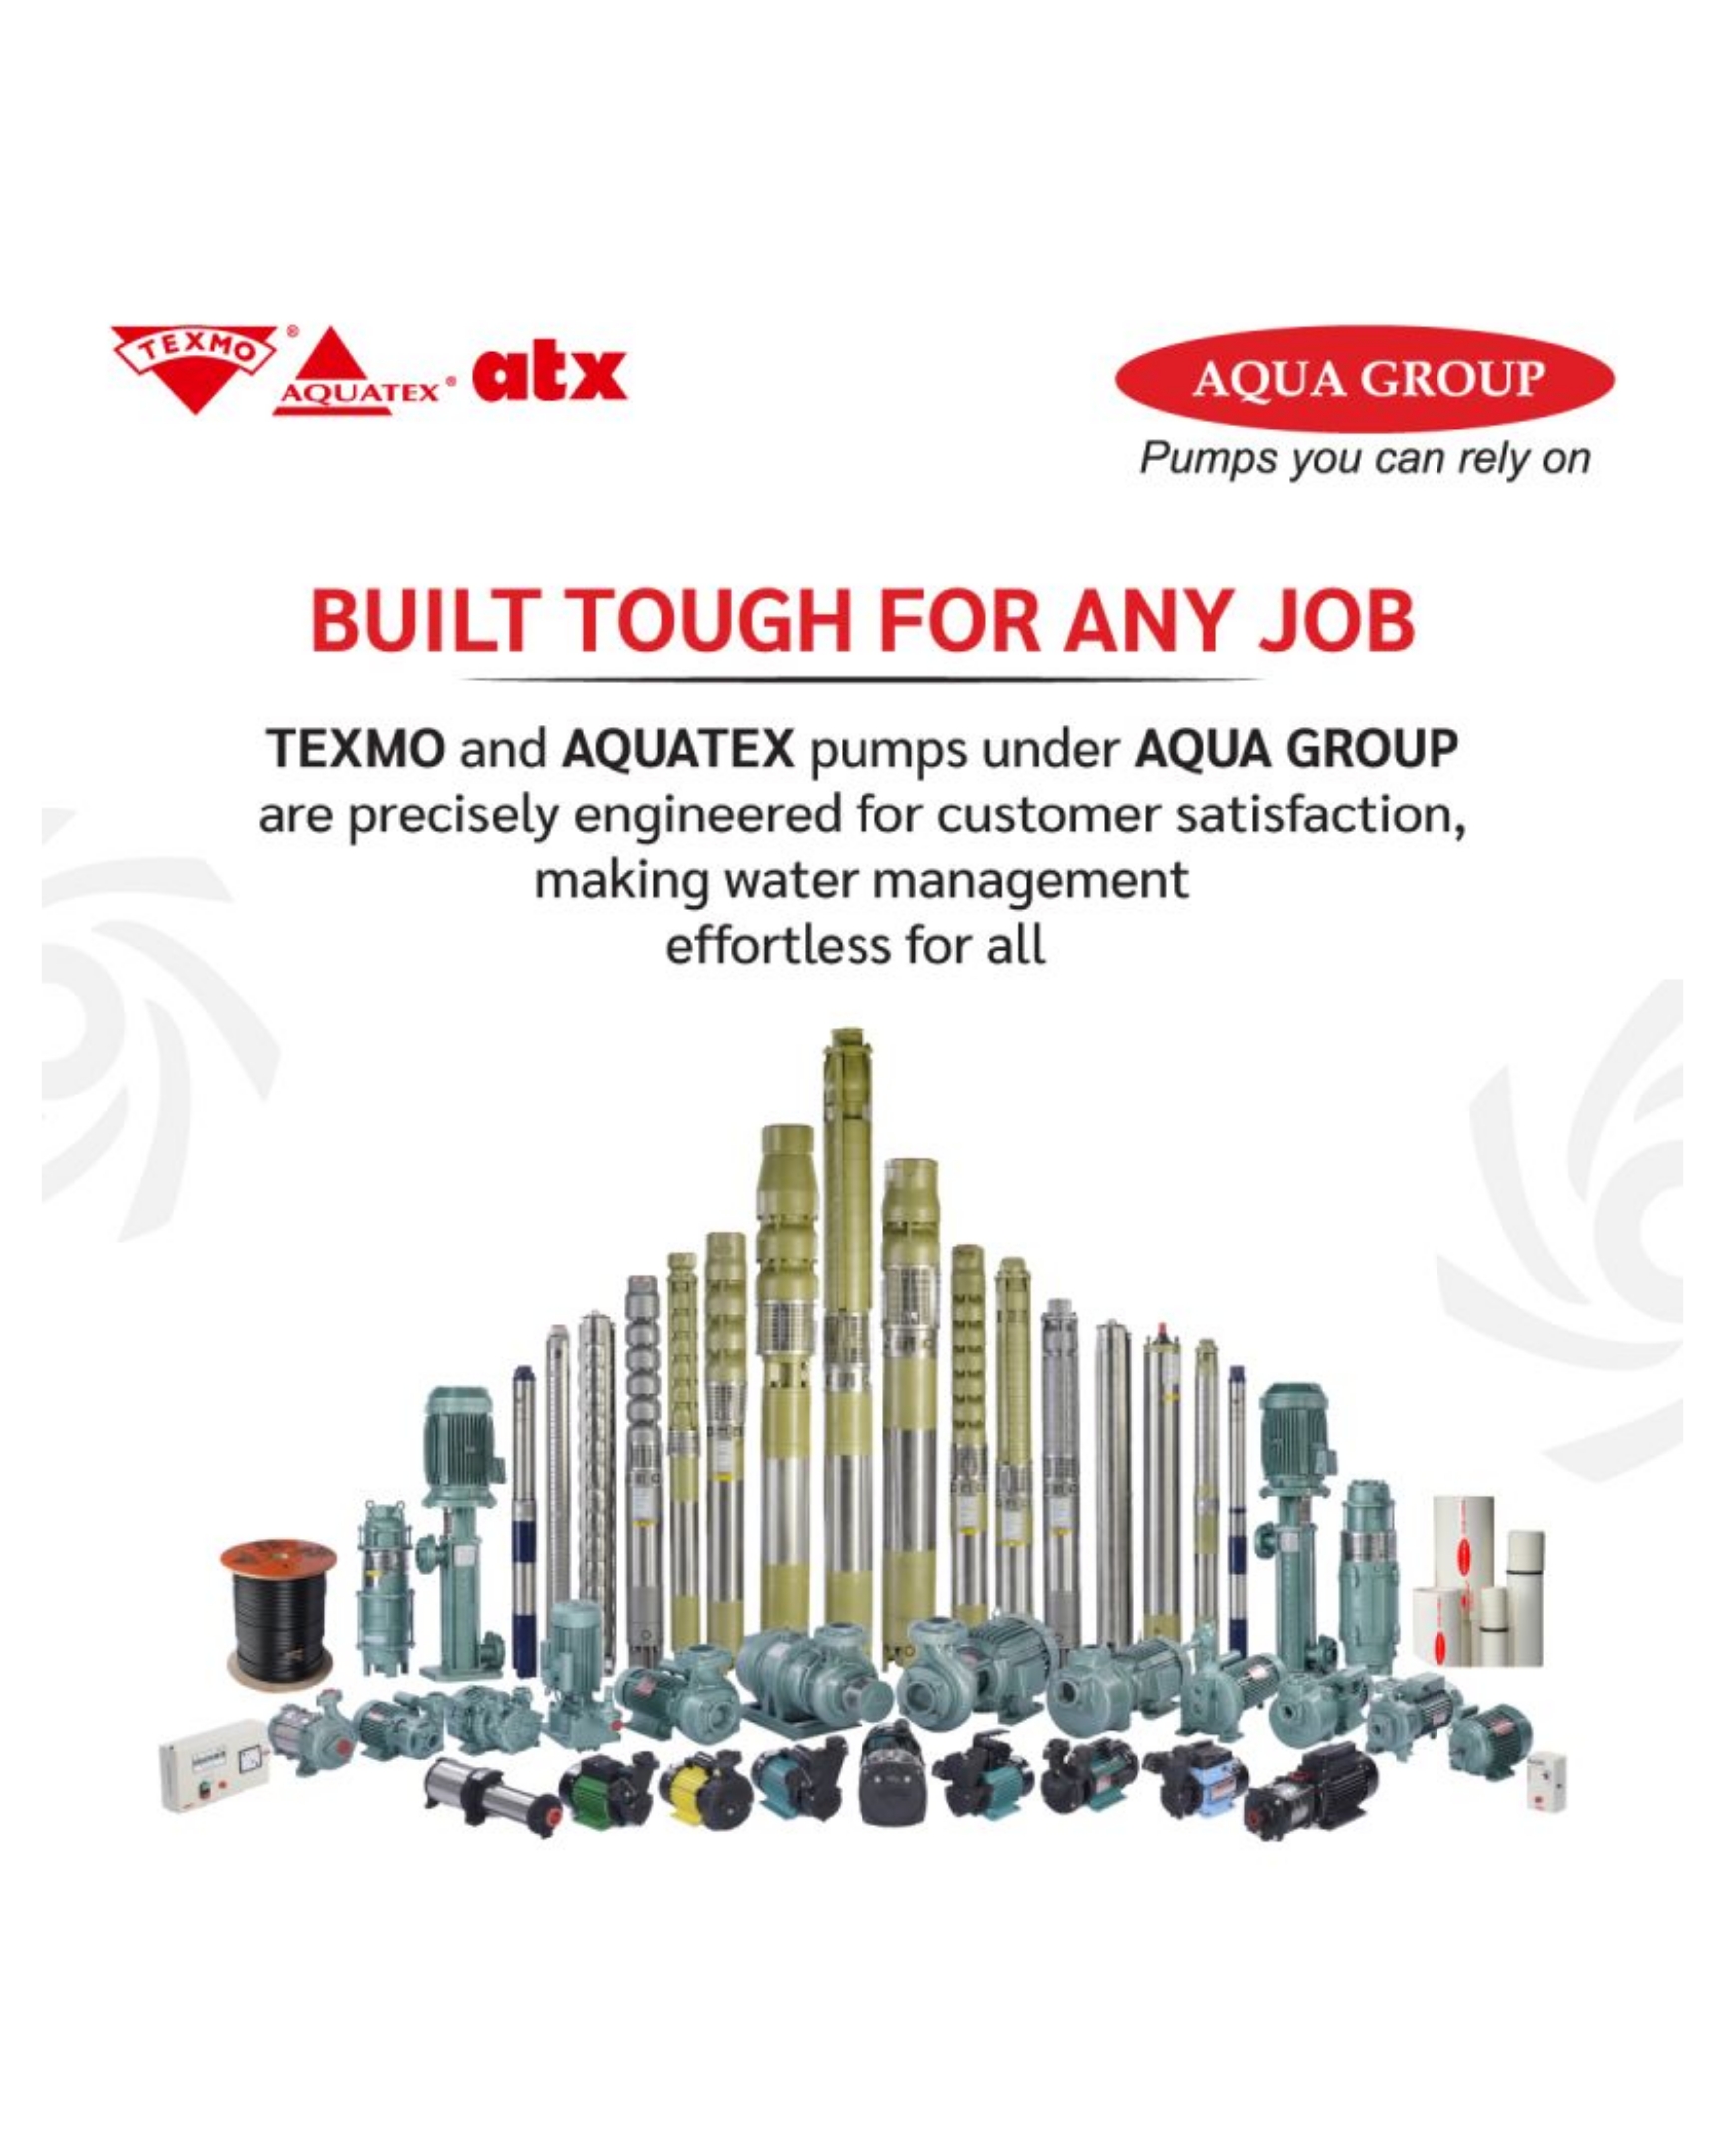 TEXMO ®
AQUATEX ®
atx
AQUA GROUP
Pumps you can rely on
BUILT TOUGH FOR ANY JOB
TEXMO and AQUATEX pumps under AQUA GROUP
are precisely engineered for customer satisfaction,
making water management
effortless for all